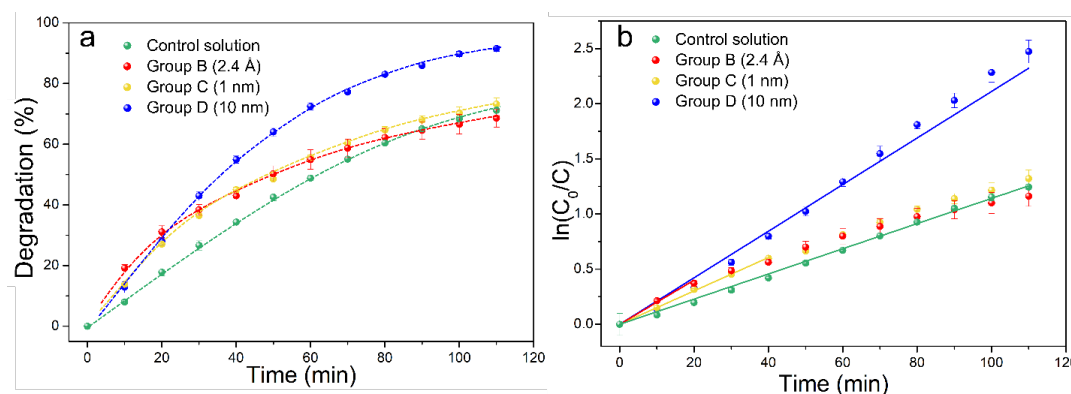 a
Control solution
Group B (2.4 Å)
Group C (1 nm)
Group D (10 nm)
Degradation (%)
100
80
60
40
20
0
0 20 40 60 80 100 120
Time (min)
b
Control solution
Group B (2.4 Å)
Group C (1 nm)
Group D (10 nm)
ln(C0/C)
2.5
2.0
1.5
1.0
0.5
0.0
0 20 40 60 80 100 120
Time (min)